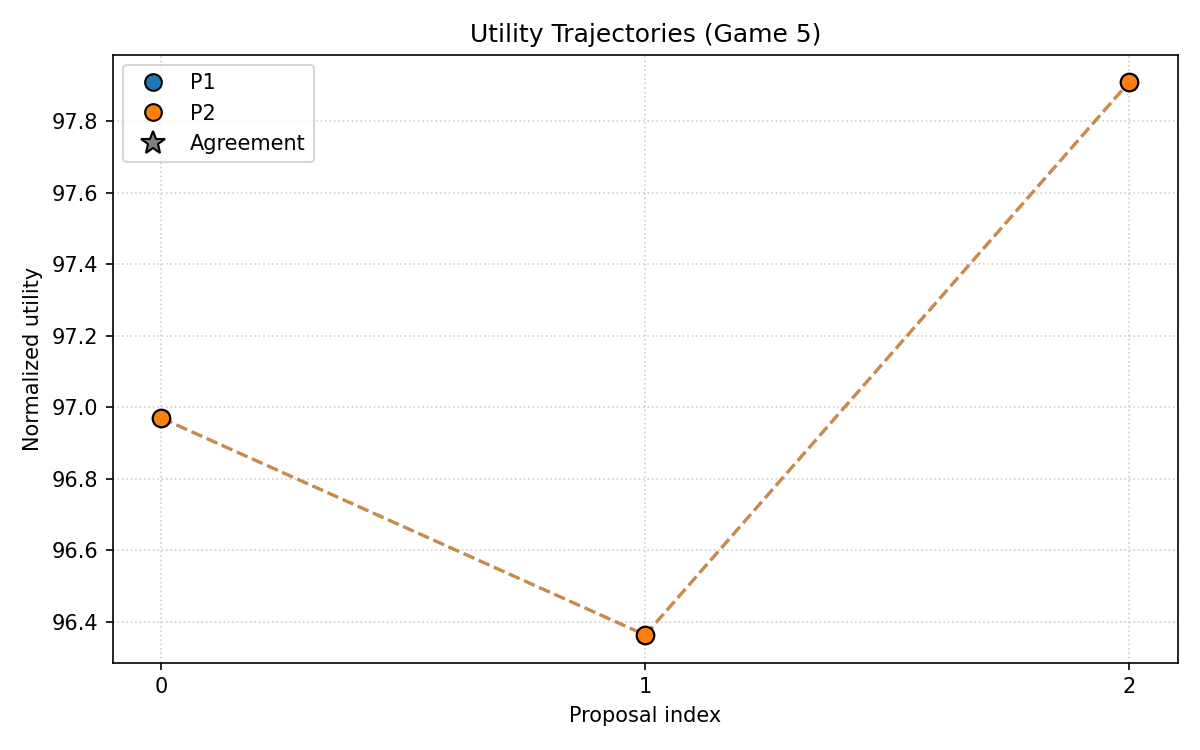 Utility Trajectories (Game 5)
P1
P2
Agreement
97.8
97.6
97.4
97.2
97.0
96.8
96.6
96.4
Normalized utility
0
1
2
Proposal index